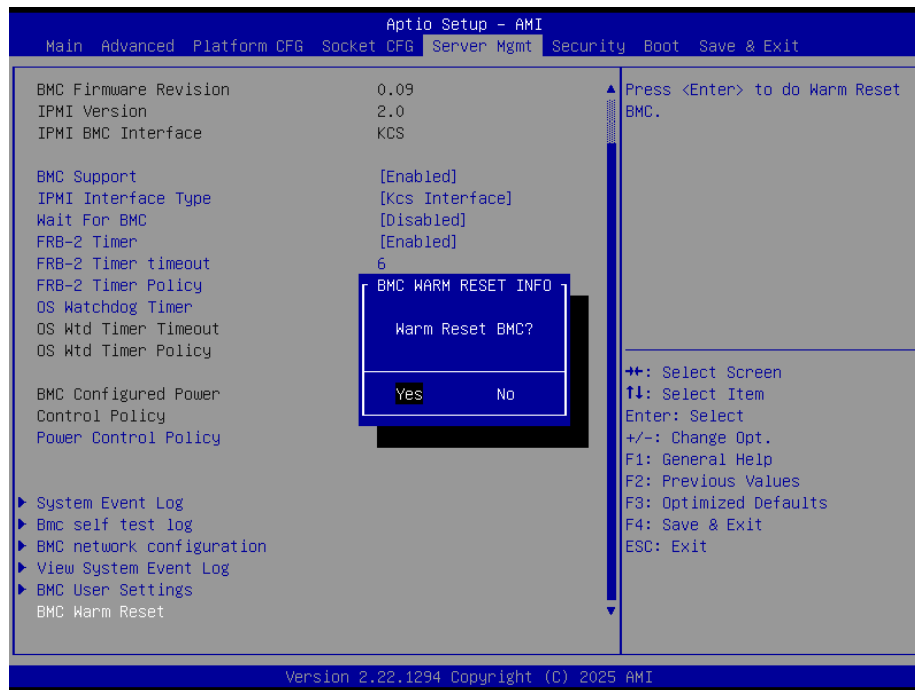 Aptio Setup – AMI
Main Advanced Platform CFG Socket CFG Server Mgmt Security Boot Save & Exit
BMC Firmware Revision 0.09
IPMI Version 2.0
IPMI BMC Interface KCS
BMC Support [Enabled]
IPMI Interface Type [Kcs Interface]
Wait For BMC [Disabled]
FRB-2 Timer [Enabled]
FRB-2 Timer timeout 6
FRB-2 Timer Policy
OS Watchdog Timer
OS Wtd Timer Timeout
OS Wtd Timer Policy
BMC Configured Power
Control Policy
Power Control Policy
System Event Log
Bmc self test log
BMC network configuration
View System Event Log
BMC User Settings
BMC Warm Reset
BMC WARM RESET INFO
Warm Reset BMC?
Yes No
Press <Enter> to do Warm Reset
BMC.
→←: Select Screen
↑↓: Select Item
Enter: Select
+/-: Change Opt.
F1: General Help
F2: Previous Values
F3: Optimized Defaults
F4: Save & Exit
ESC: Exit
Version 2.22.1294 Copyright (C) 2025 AMI